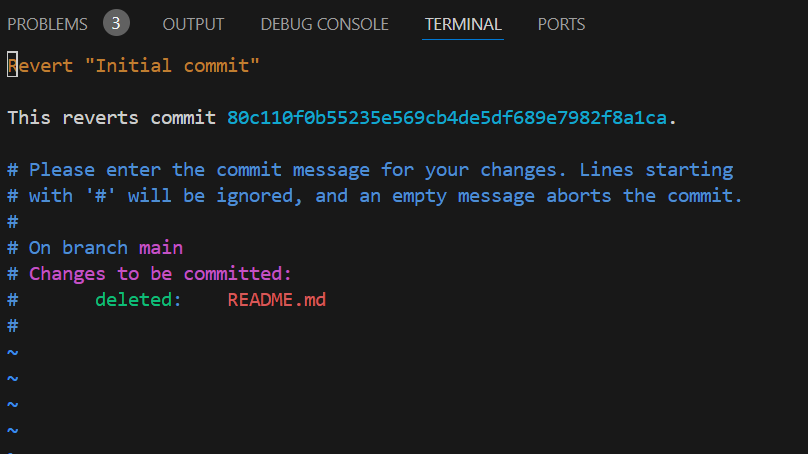 PROBLEMS 3 OUTPUT DEBUG CONSOLE TERMINAL PORTS
Revert "Initial commit"
This reverts commit 80c110f0b55235e569cb4de5df689e7982f8a1ca.
# Please enter the commit message for your changes. Lines starting
# with '#' will be ignored, and an empty message aborts the commit.
#
# On branch main
# Changes to be committed:
#       deleted:    README.md
#
~
~
~
~